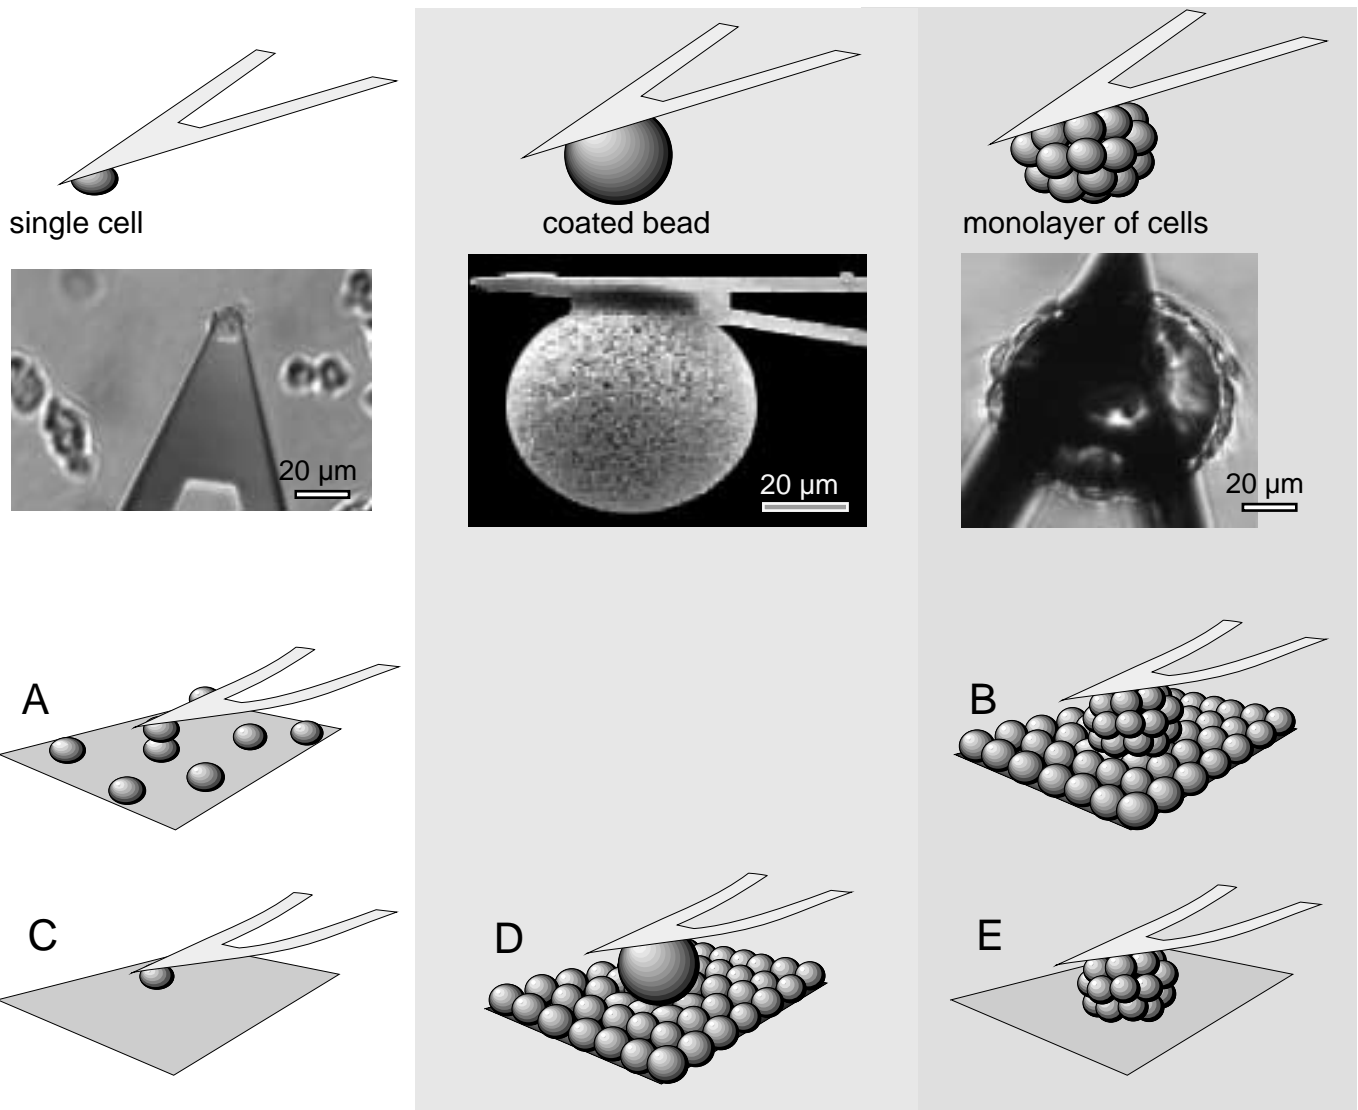 single cell
coated bead
monolayer of cells
20 µm
20 µm
20 µm
A
B
C
D
E